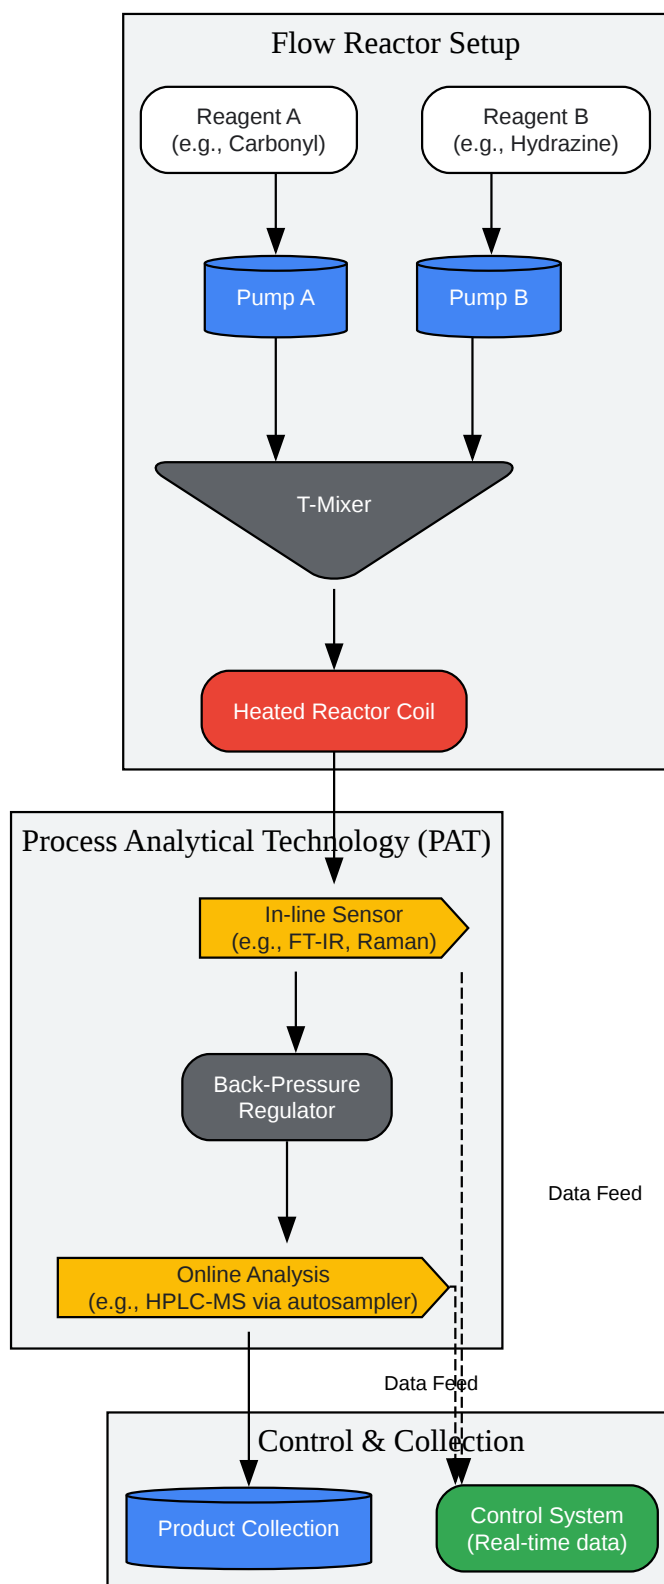 Flow Reactor Setup
Reagent A
(e.g., Carbonyl)
Reagent B
(e.g., Hydrazine)
Pump A
Pump B
T-Mixer
Heated Reactor Coil
Process Analytical Technology (PAT)
In-line Sensor
(e.g., FT-IR, Raman)
Back-Pressure
Regulator
Data Feed
Online Analysis
(e.g., HPLC-MS via autosampler)
Data Feed
Control & Collection
Product Collection
Control System
(Real-time data)